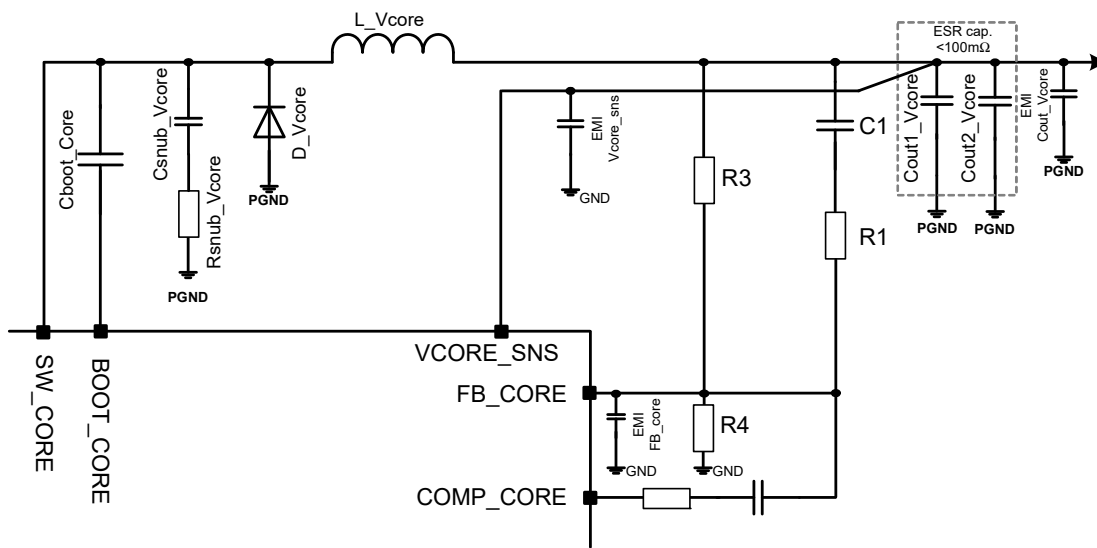 L_Vcore
ESR cap.
<100mΩ
Cboot_Core
Csnub_Vcore
Rsnub_Vcore
D_Vcore
PGND
PGND
EMI
Vcore_sns
GND
R3
C1
R1
Cout1_Vcore
Cout2_Vcore
EMI
Cout_Vcore
PGND
PGND
PGND
SW_CORE
BOOT_CORE
VCORE_SNS
FB_CORE
EMI
FB_core
GND
R4
GND
COMP_CORE